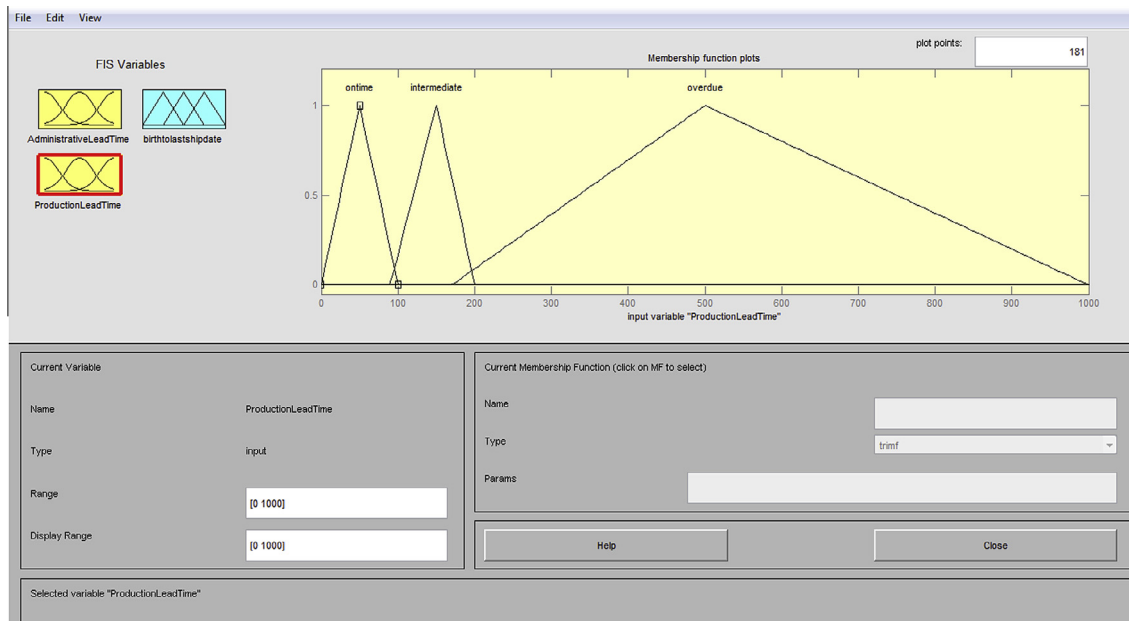 File Edit View
FIS Variables
AdministrativeLeadTime birthtolastshipdate
ProductionLeadTime
plot points: 181
Membership function plots
ontime intermediate overdue
1
0.5
0
0 100 200 300 400 500 600 700 800 900 1000
input variable "ProductionLeadTime"
Current Variable
Name ProductionLeadTime
Type input
Range [0 1000]
Display Range [0 1000]
Current Membership Function (click on MF to select)
Name
Type trimf
Params
Help Close
Selected variable "ProductionLeadTime"